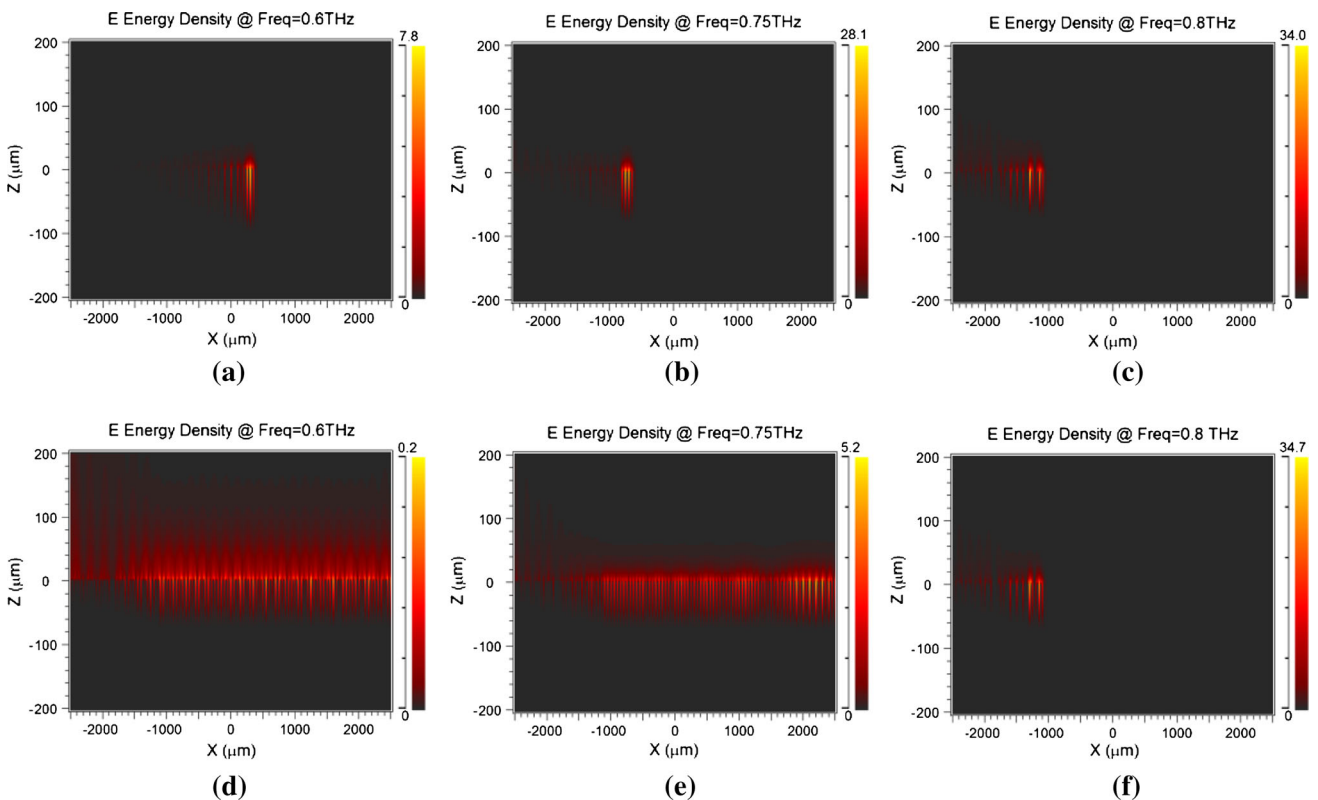 E Energy Density @ Freq=0.6THz
7.8
200
100
0
-100
-200
Z (μm)
0
-2000 -1000 0 1000 2000
X (μm)
(a)
E Energy Density @ Freq=0.75THz
28.1
200
100
0
-100
-200
Z (μm)
0
-2000 -1000 0 1000 2000
X (μm)
(b)
E Energy Density @ Freq=0.8THz
34.0
200
100
0
-100
-200
Z (μm)
0
-2000 -1000 0 1000 2000
X (μm)
(c)
E Energy Density @ Freq=0.6THz
0.2
200
100
0
-100
-200
Z (μm)
0
-2000 -1000 0 1000 2000
X (μm)
(d)
E Energy Density @ Freq=0.75THz
5.2
200
100
0
-100
-200
Z (μm)
0
-2000 -1000 0 1000 2000
X (μm)
(e)
E Energy Density @ Freq=0.8 THz
34.7
200
100
0
-100
-200
Z (μm)
0
-2000 -1000 0 1000 2000
X (μm)
(f)